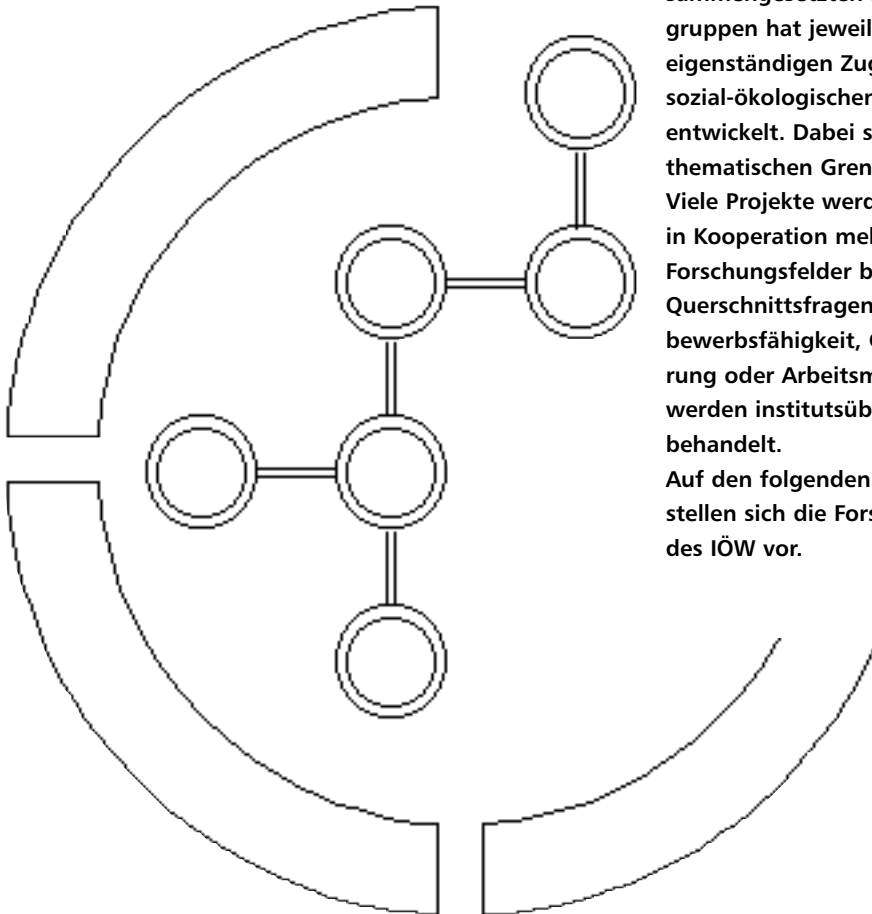 sammengesetzten
gruppen hat jeweil
eigenständigen Zug
sozial-ökologischen
entwickelt. Dabei s
thematischen Gren
Viele Projekte werd
in Kooperation me
Forschungsfelder b
Querschnittsfragen
bewerbsfähigkeit,
rung oder Arbeitsm
werden institutsüb
behandelt.
Auf den folgenden
stellen sich die Fors
des IÖW vor.